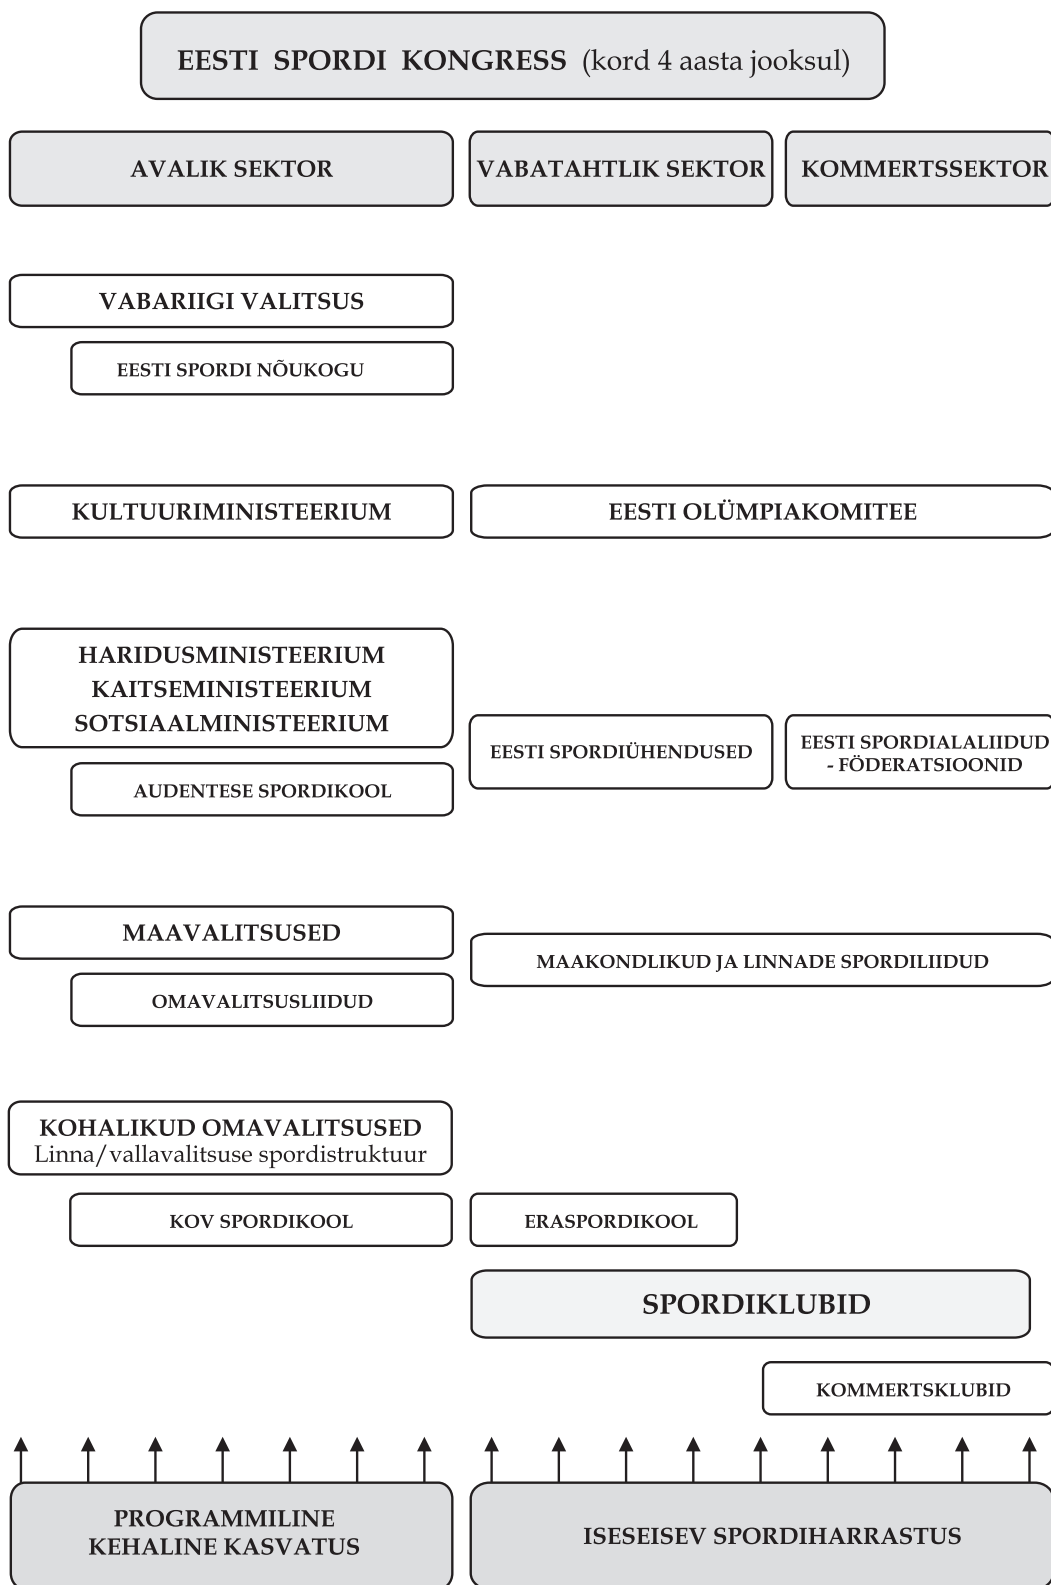 EESTI SPORDI KONGRESS (kord 4 aasta jooksul)
AVALIK SEKTOR
VABATAHTLIK SEKTOR
KOMMERTSSEKTOR
VABARIIGI VALITSUS
EESTI SPORDI NÕUKOGU
KULTUURIMINISTEERIUM
EESTI OLÜMPIAKOMITEE
HARIDUSMINISTEERIUM
KAITSEMINISTEERIUM
SOTSIAALMINISTEERIUM
AUDENTESE SPORDIKOOL
EESTI SPORDIÜHENDUSED
EESTI SPORDIALALIIDUD
- FÖDERATSIOONID
MAAVALITSUSED
OMAVALITSUSLIIDUD
MAAKONDLIKUD JA LINNADE SPORDILIIDUD
KOHALIKUD OMAVALITSUSED
Linna/vallavalitsuse spordistruktuur
KOV SPORDIKOOL
ERASPORDIKOOL
SPORDIKLUBID
KOMMERTSKLUBID
PROGRAMMILINE
KEHALINE KASVATUS
ISESEISEV SPORDIHARRASTUS